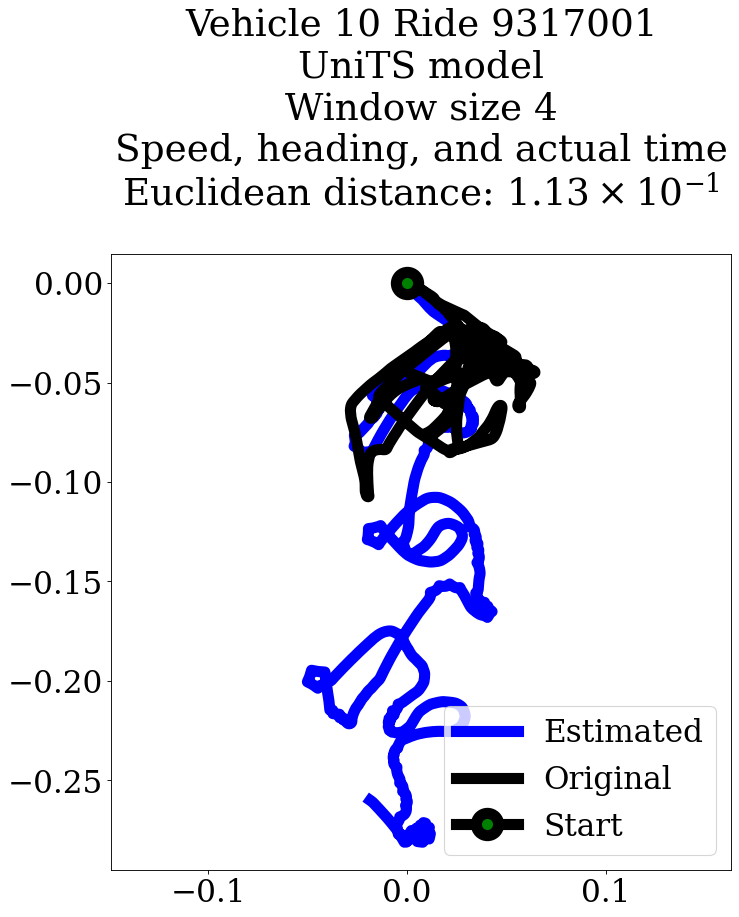 Vehicle 10 Ride 9317001
UniTS model
Window size 4
Speed, heading, and actual time
Euclidean distance: 1.13 × 10⁻¹
0.00
−0.05
−0.10
−0.15
−0.20
−0.25
−0.1
0.0
0.1
Estimated
Original
Start